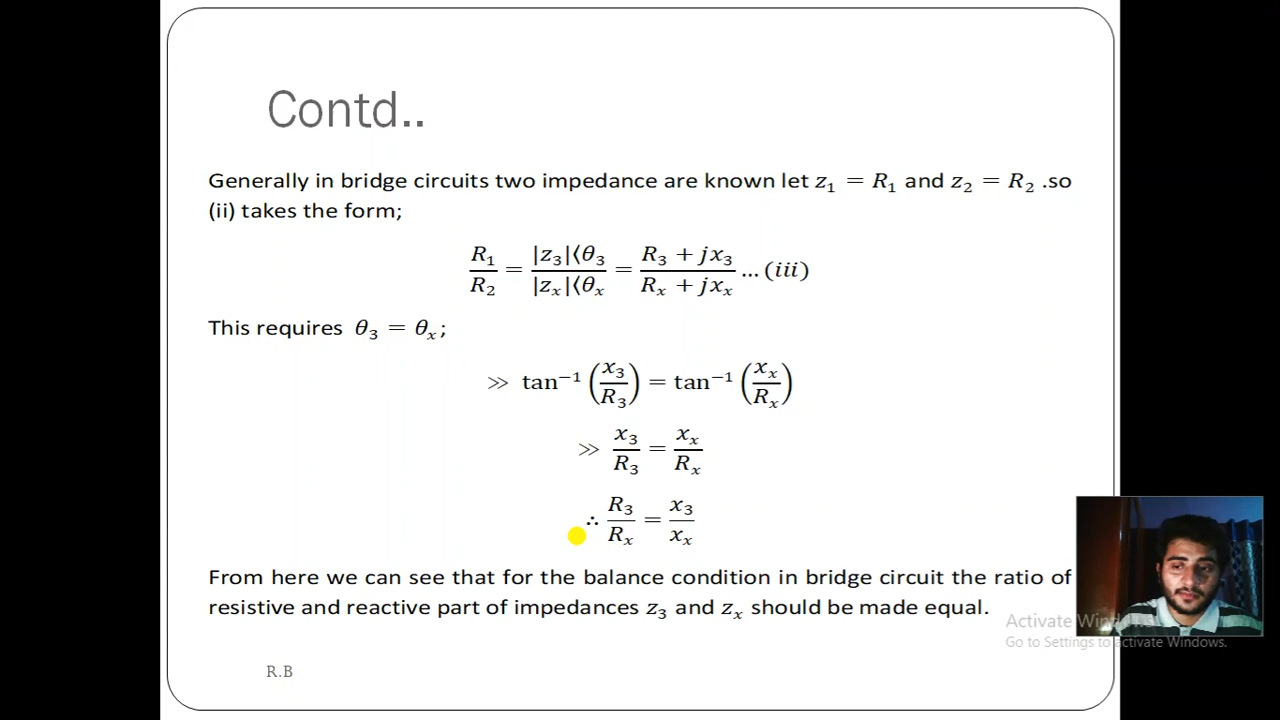 Contd..
Generally in bridge circuits two impedance are known let z₁ = R₁ and z₂ = R₂ .so
(ii) takes the form;
R₁/R₂ = |z₃|⟨θ₃/|zₓ|⟨θₓ = R₃ + jx₃/Rₓ + jxₓ … (iii)
This requires θ₃ = θₓ;
≫ tan⁻¹(x₃/R₃) = tan⁻¹(xₓ/Rₓ)
≫ x₃/R₃ = xₓ/Rₓ
∴ R₃/Rₓ = x₃/xₓ
From here we can see that for the balance condition in bridge circuit the ratio of
resistive and reactive part of impedances z₃ and zₓ should be made equal.
Activate Windows
Go to Settings to activate Windows.
R.B